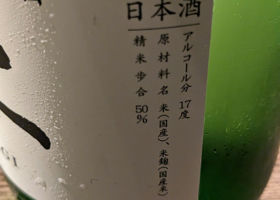 日本酒
アルコール分 17度
原材料名 米(国産)、米麹(国産米)
精米歩合 50%
GI